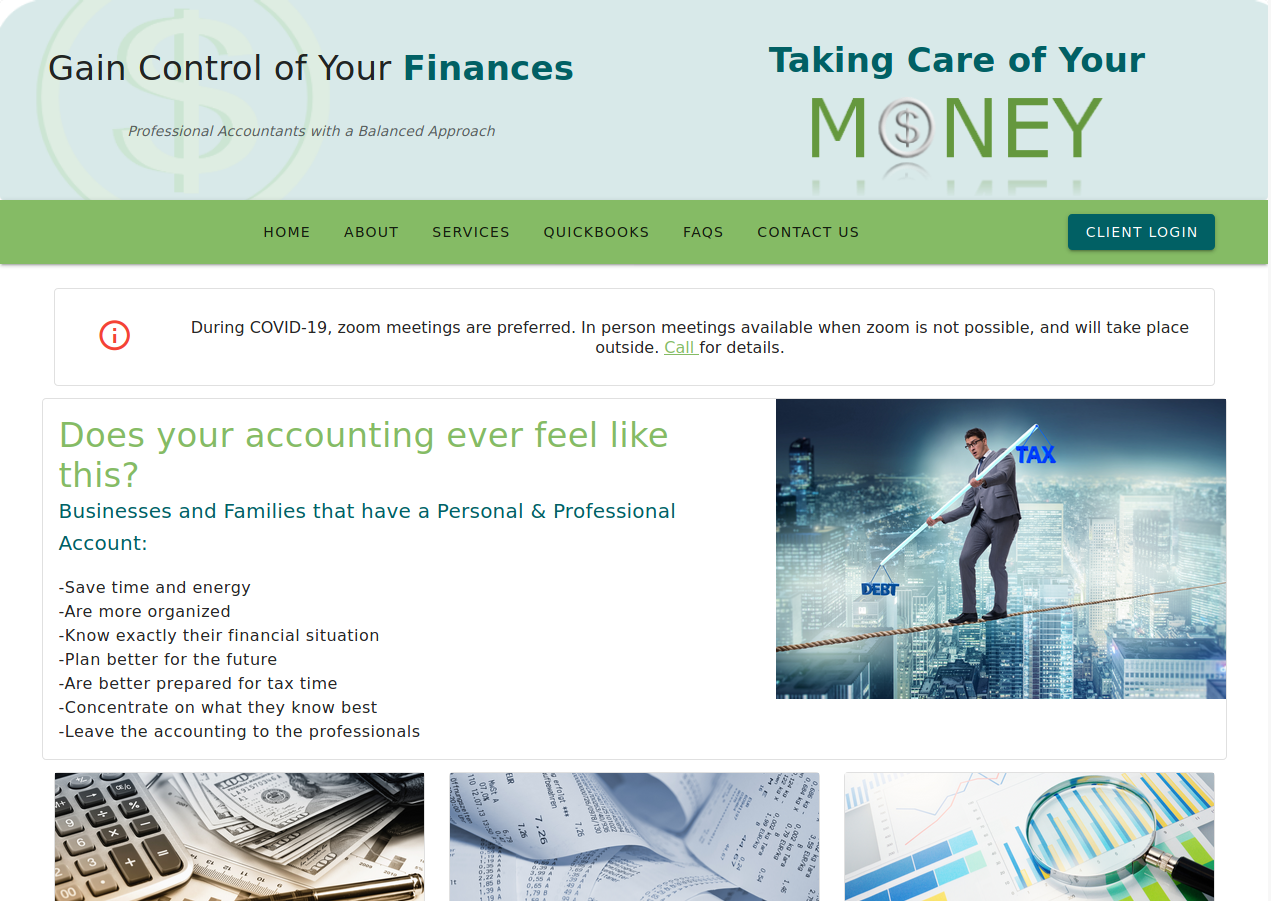 Gain Control of Your Finances
Professional Accountants with a Balanced Approach
Taking Care of Your
MONEY
HOME ABOUT SERVICES QUICKBOOKS FAQS CONTACT US CLIENT LOGIN
During COVID-19, zoom meetings are preferred. In person meetings available when zoom is not possible, and will take place
outside. Call for details.
Does your accounting ever feel like
this?
Businesses and Families that have a Personal & Professional
Account:
-Save time and energy
-Are more organized
-Know exactly their financial situation
-Plan better for the future
-Are better prepared for tax time
-Concentrate on what they know best
-Leave the accounting to the professionals
TAX
DEBT